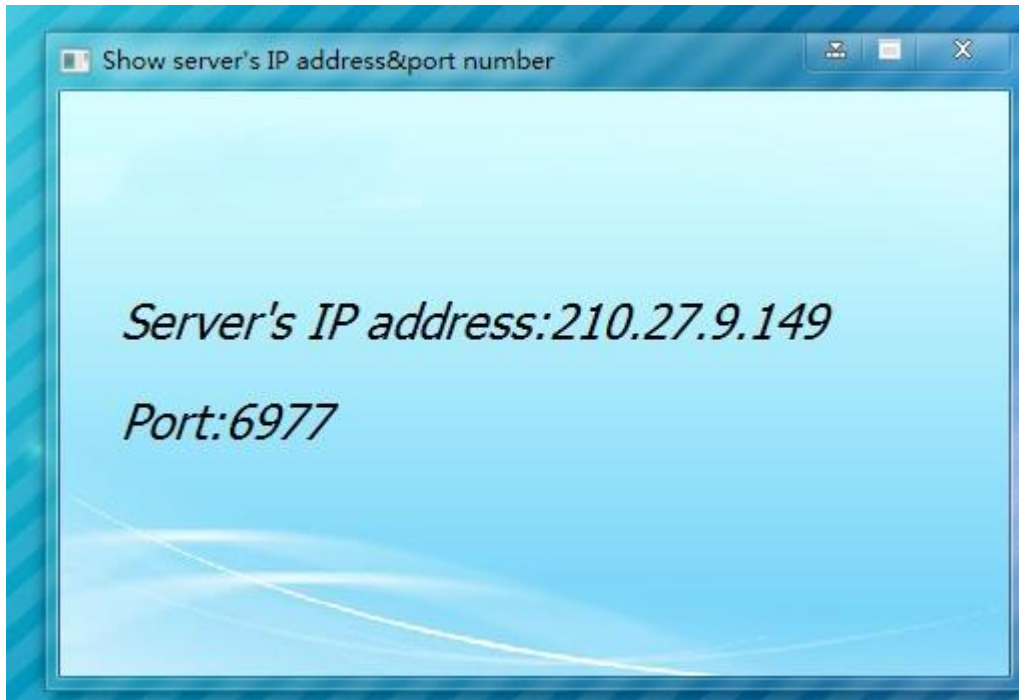 Show server's IP address&port number
Server's IP address:210.27.9.149
Port:6977